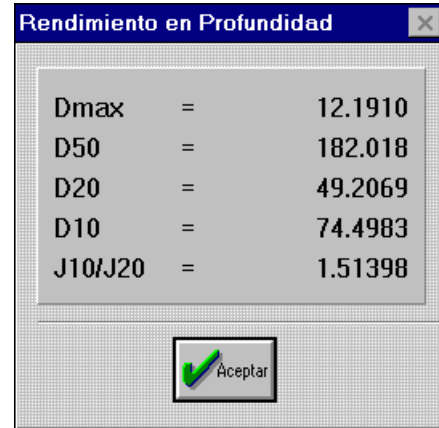 Rendimiento en Profundidad
Dmax = 12.1910
D50 = 182.018
D20 = 49.2069
D10 = 74.4983
J10/J20 = 1.51398
Aceptar